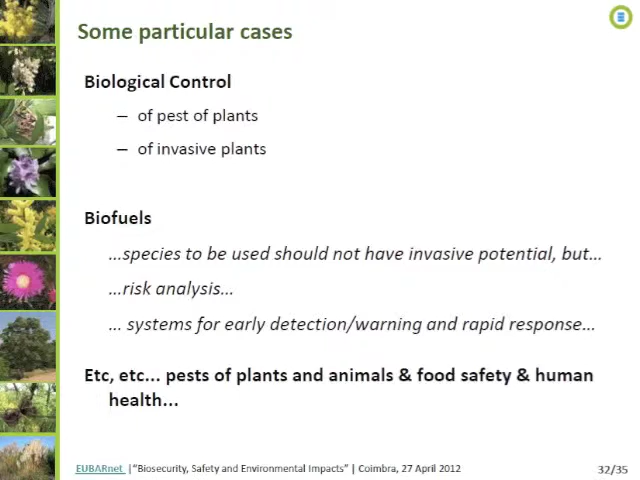 Some particular cases
Biological Control
– of pest of plants
– of invasive plants
Biofuels
…species to be used should not have invasive potential, but…
…risk analysis…
… systems for early detection/warning and rapid response…
Etc, etc... pests of plants and animals & food safety & human
health...
EUBARnet |“Biosecurity, Safety and Environmental Impacts” | Coimbra, 27 April 2012
32/35